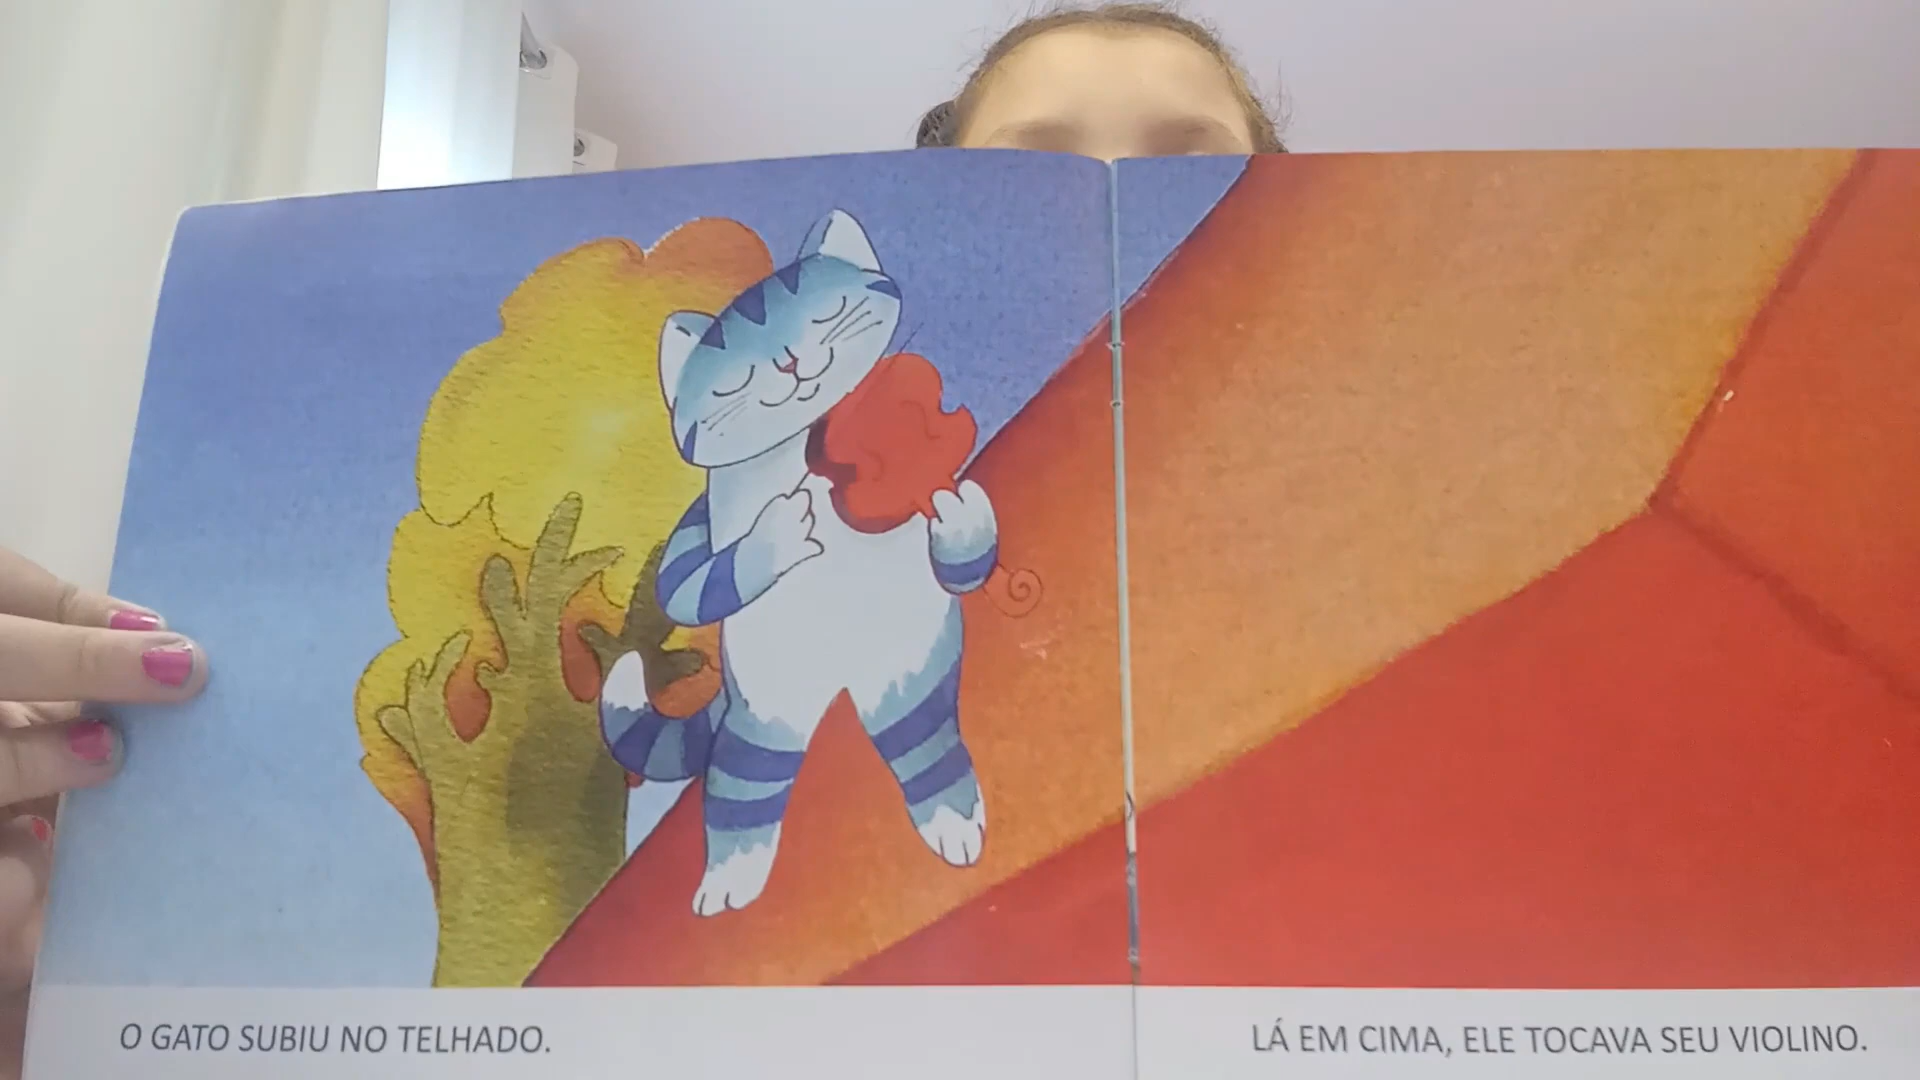 O GATO SUBIU NO TELHADO.
LÁ EM CIMA, ELE TOCAVA SEU VIOLINO.